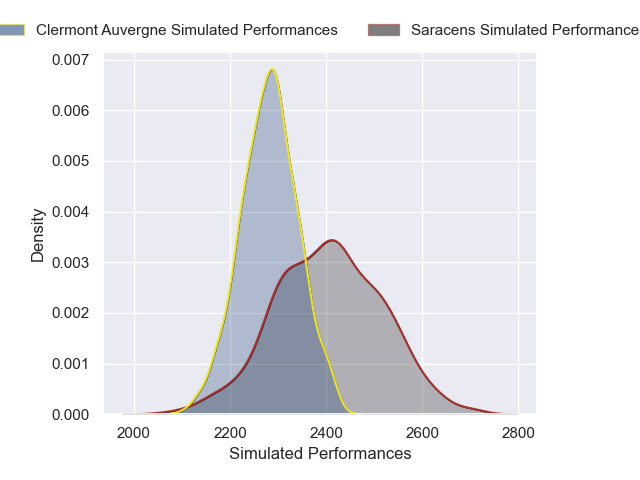 Clermont Auvergne Simulated Performances
Saracens Simulated Performance
0.007
0.006
0.005
0.004
0.003
0.002
0.001
0.000
Density
2000 2200 2400 2600 2800
Simulated Performances